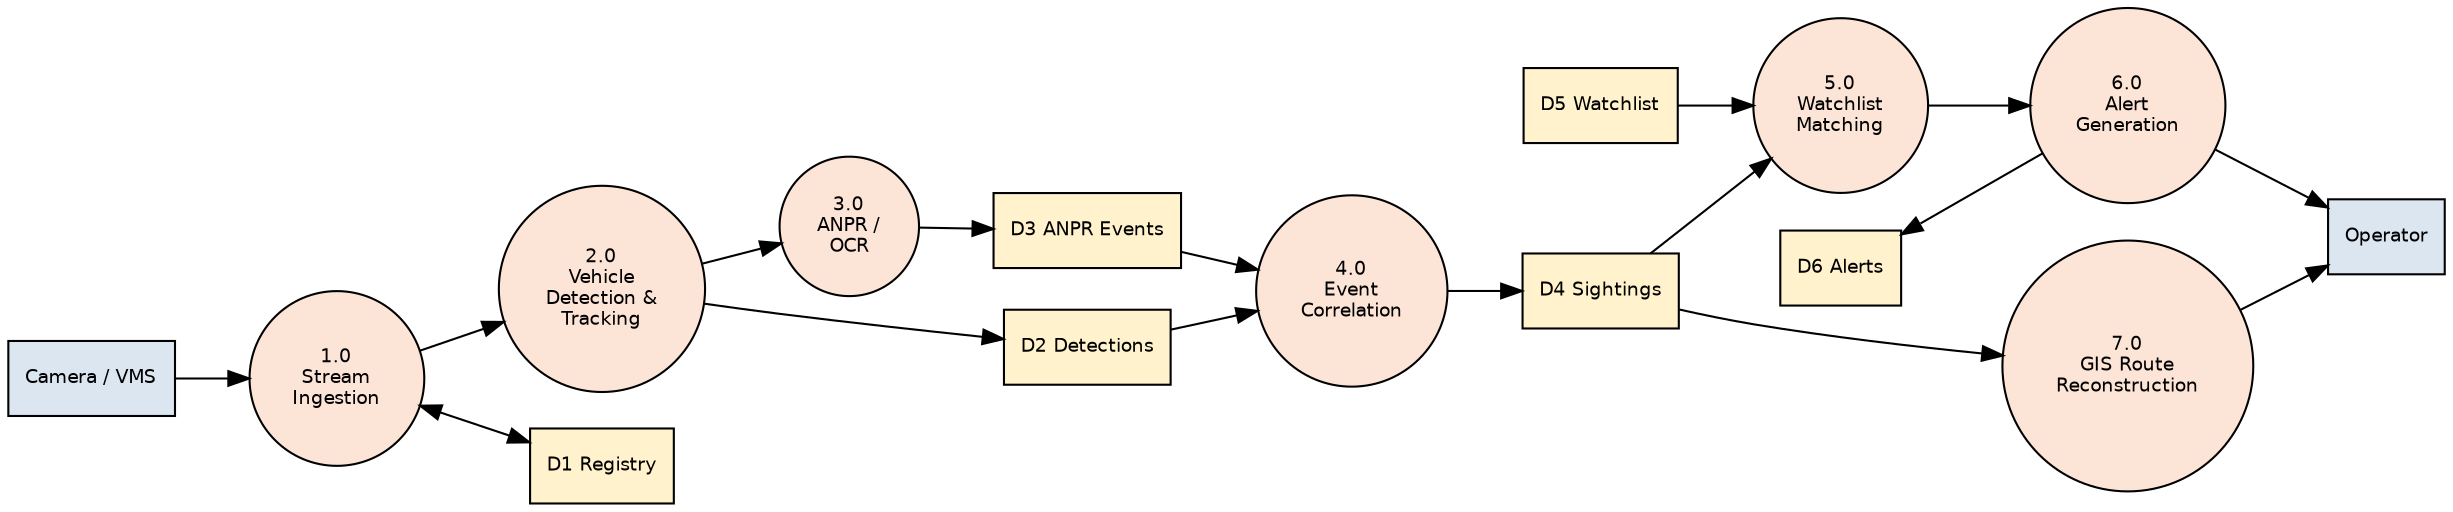 Camera / VMS
1.0
Stream
Ingestion
D1 Registry
2.0
Vehicle
Detection &
Tracking
3.0
ANPR /
OCR
D3 ANPR Events
D2 Detections
4.0
Event
Correlation
D5 Watchlist
D4 Sightings
5.0
Watchlist
Matching
D6 Alerts
6.0
Alert
Generation
7.0
GIS Route
Reconstruction
Operator